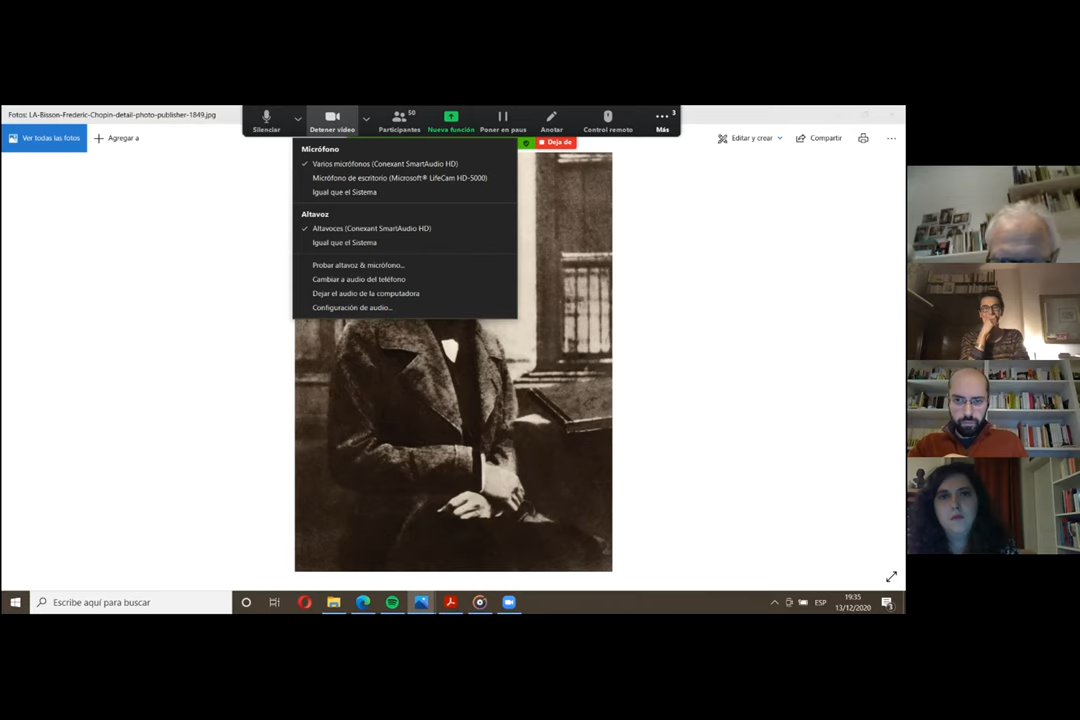 Fotos: LA-Bisson-Frederic-Chopin-detail-photo-publisher-1849.jpg
Silenciar
Detener video
Participantes
50
Nueva función
Poner en paus
Anotar
Control remoto
Más
3
Ver todas las fotos
Agregar a
Deja de
Editar y crear
Compartir
Micrófono
Varios micrófonos (Conexant SmartAudio HD)
Micrófono de escritorio (Microsoft® LifeCam HD-5000)
Igual que el Sistema
Altavoz
Altavoces (Conexant SmartAudio HD)
Igual que el Sistema
Probar altavoz & micrófono...
Cambiar a audio del teléfono
Dejar el audio de la computadora
Configuración de audio...
Escribe aquí para buscar
ESP
19:35
13/12/2020